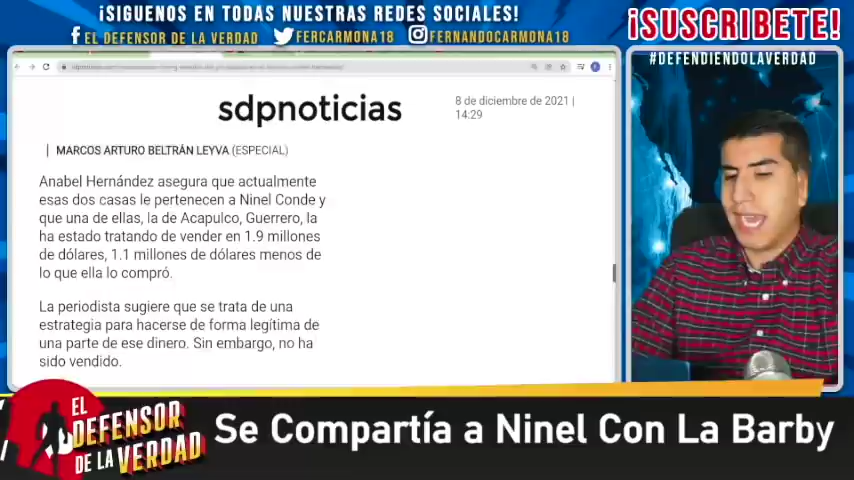 ¡SIGUENOS EN TODAS NUESTRAS REDES SOCIALES!
EL DEFENSOR DE LA VERDAD FERCARMONA18 FERNANDOCARMONA18
¡SUSCRIBETE!
#DEFENDIENDOLAVERDAD
sdpnoticias
8 de diciembre de 2021 |
14:29
| MARCOS ARTURO BELTRÁN LEYVA (ESPECIAL)
Anabel Hernández asegura que actualmente
esas dos casas le pertenecen a Ninel Conde y
que una de ellas, la de Acapulco, Guerrero, la
ha estado tratando de vender en 1.9 millones
de dólares, 1.1 millones de dólares menos de
lo que ella lo compró.
La periodista sugiere que se trata de una
estrategia para hacerse de forma legítima de
una parte de ese dinero. Sin embargo, no ha
sido vendido.
EL
DEFENSOR
DE LA VERDAD
Se Compartía a Ninel Con La Barby